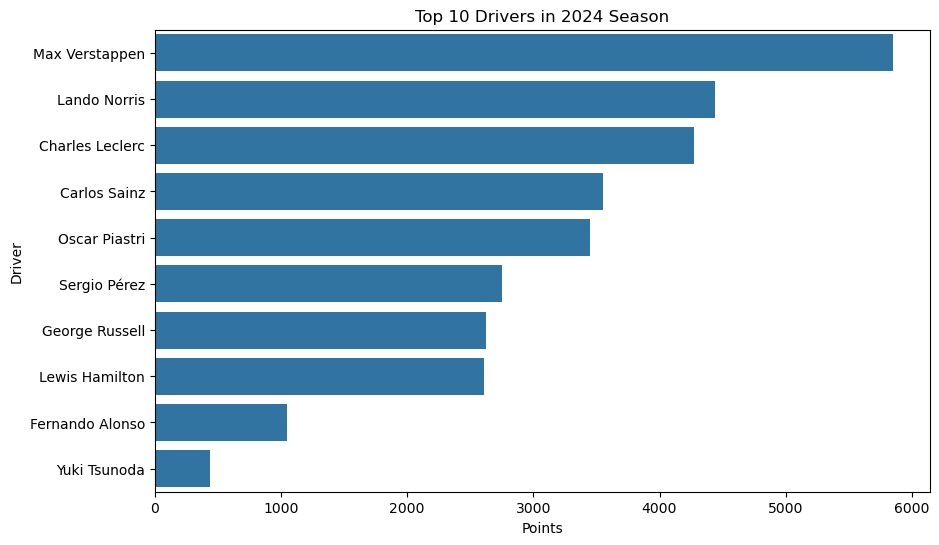 Top 10 Drivers in 2024 Season
Driver
Max Verstappen
Lando Norris
Charles Leclerc
Carlos Sainz
Oscar Piastri
Sergio Pérez
George Russell
Lewis Hamilton
Fernando Alonso
Yuki Tsunoda
0 1000 2000 3000 4000 5000 6000
Points